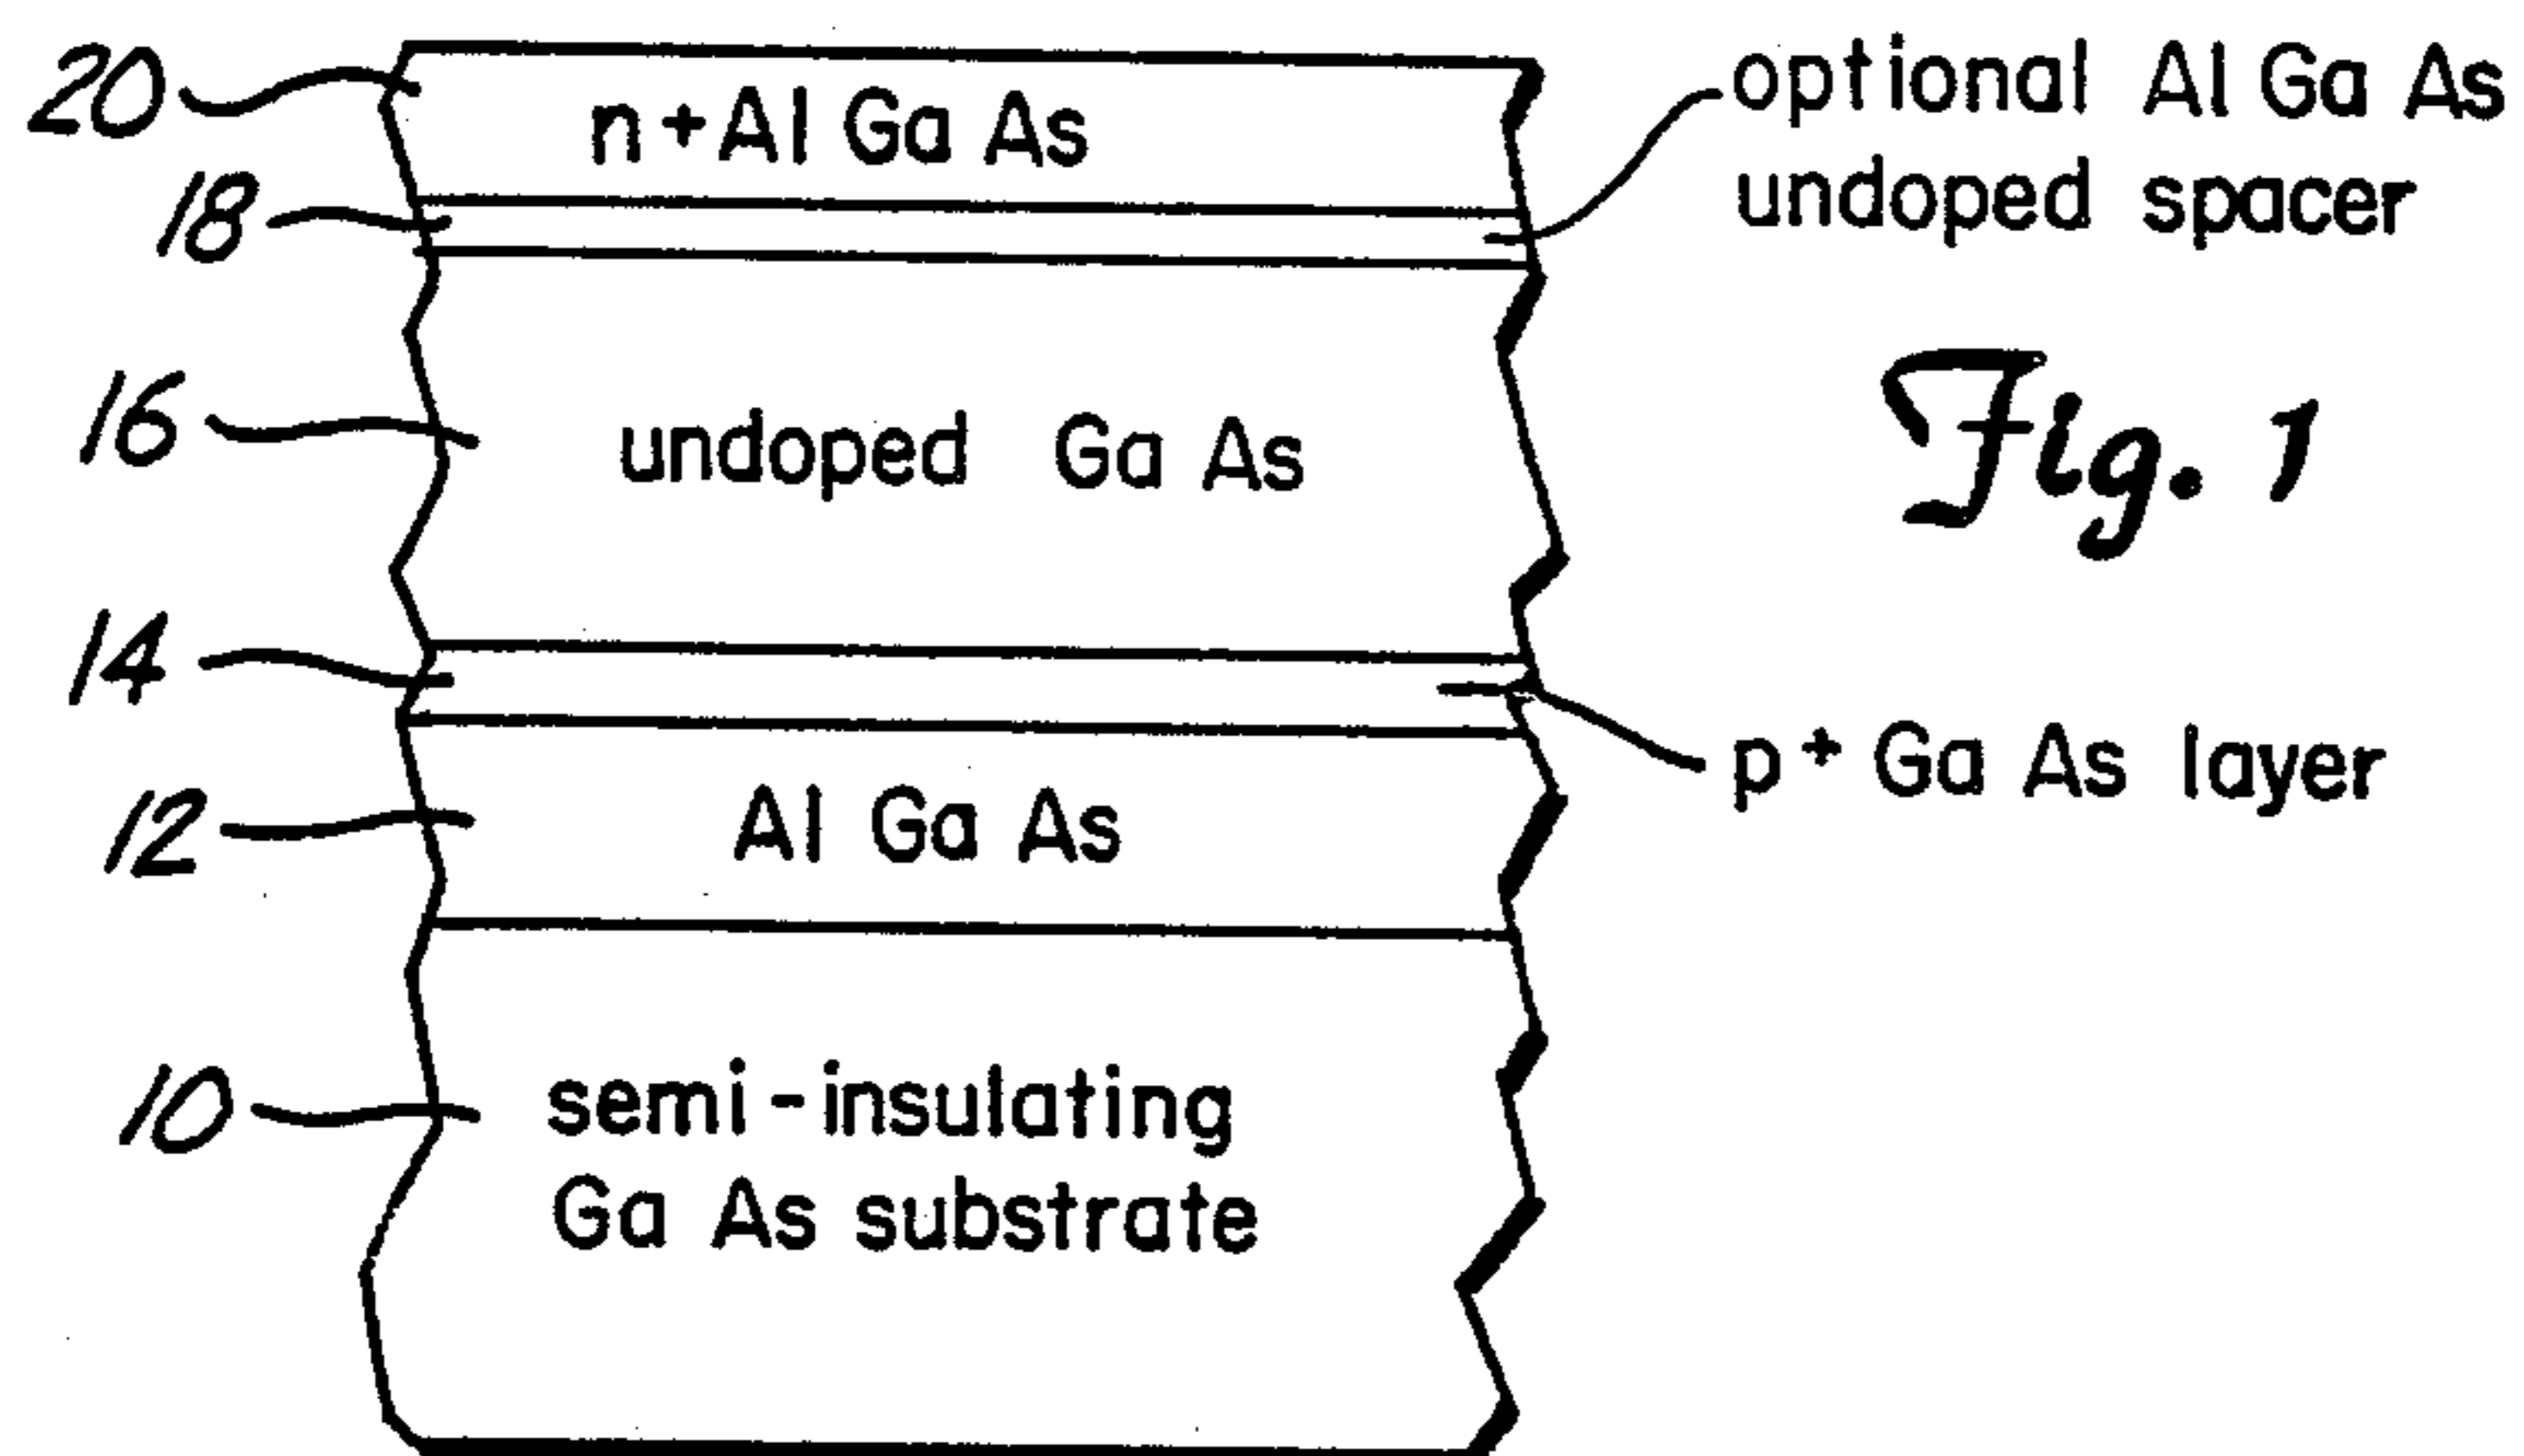 20
n+Al Ga As
optional Al Ga As
undoped spacer
18
16
undoped Ga As
Fig. 1
14
p+ Ga As layer
12
Al Ga As
10
semi-insulating
Ga As substrate